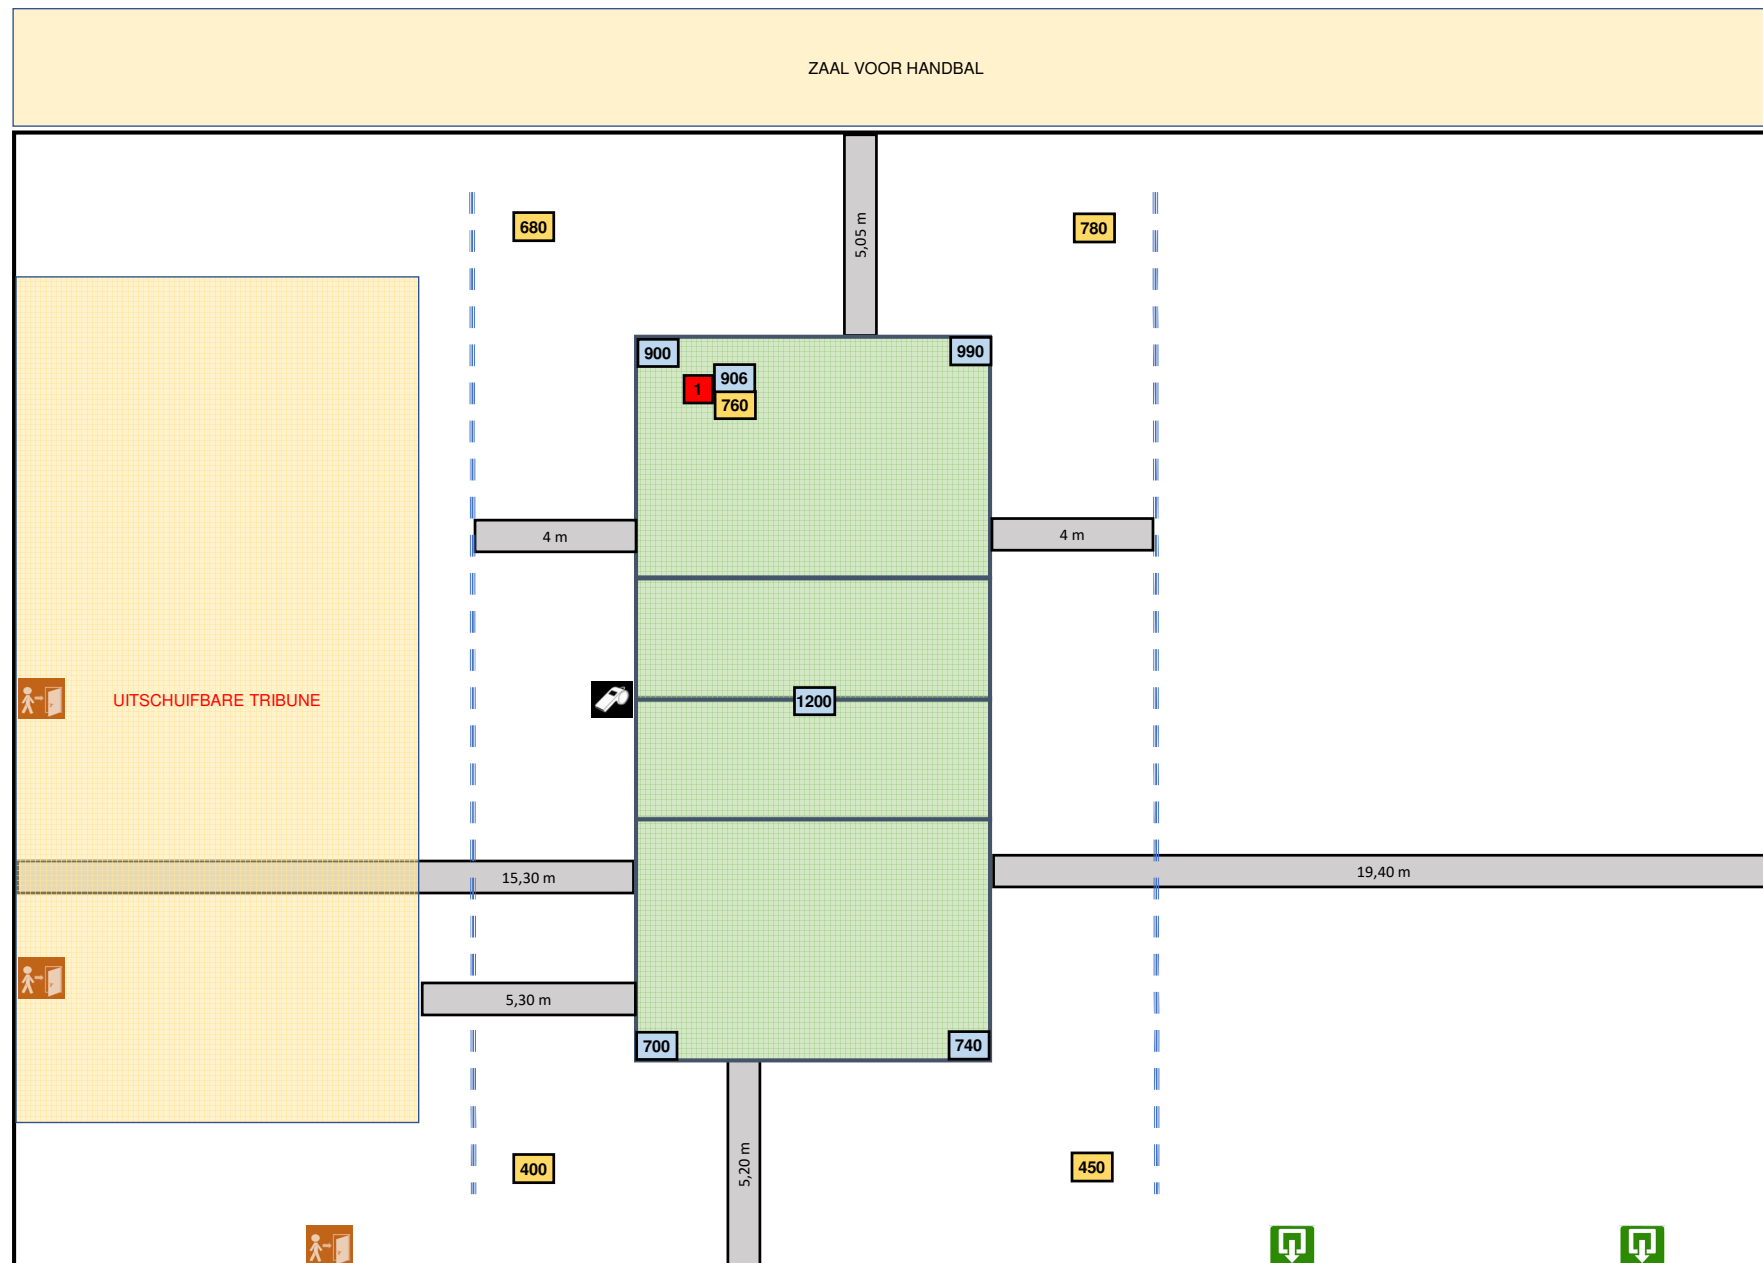 ZAAL VOOR HANDBAL
5,05 m
680
780
900
990
1
906
760
4 m
4 m
UITSCHUIFBARE TRIBUNE
1200
15,30 m
19,40 m
5,30 m
700
740
5,20 m
400
450